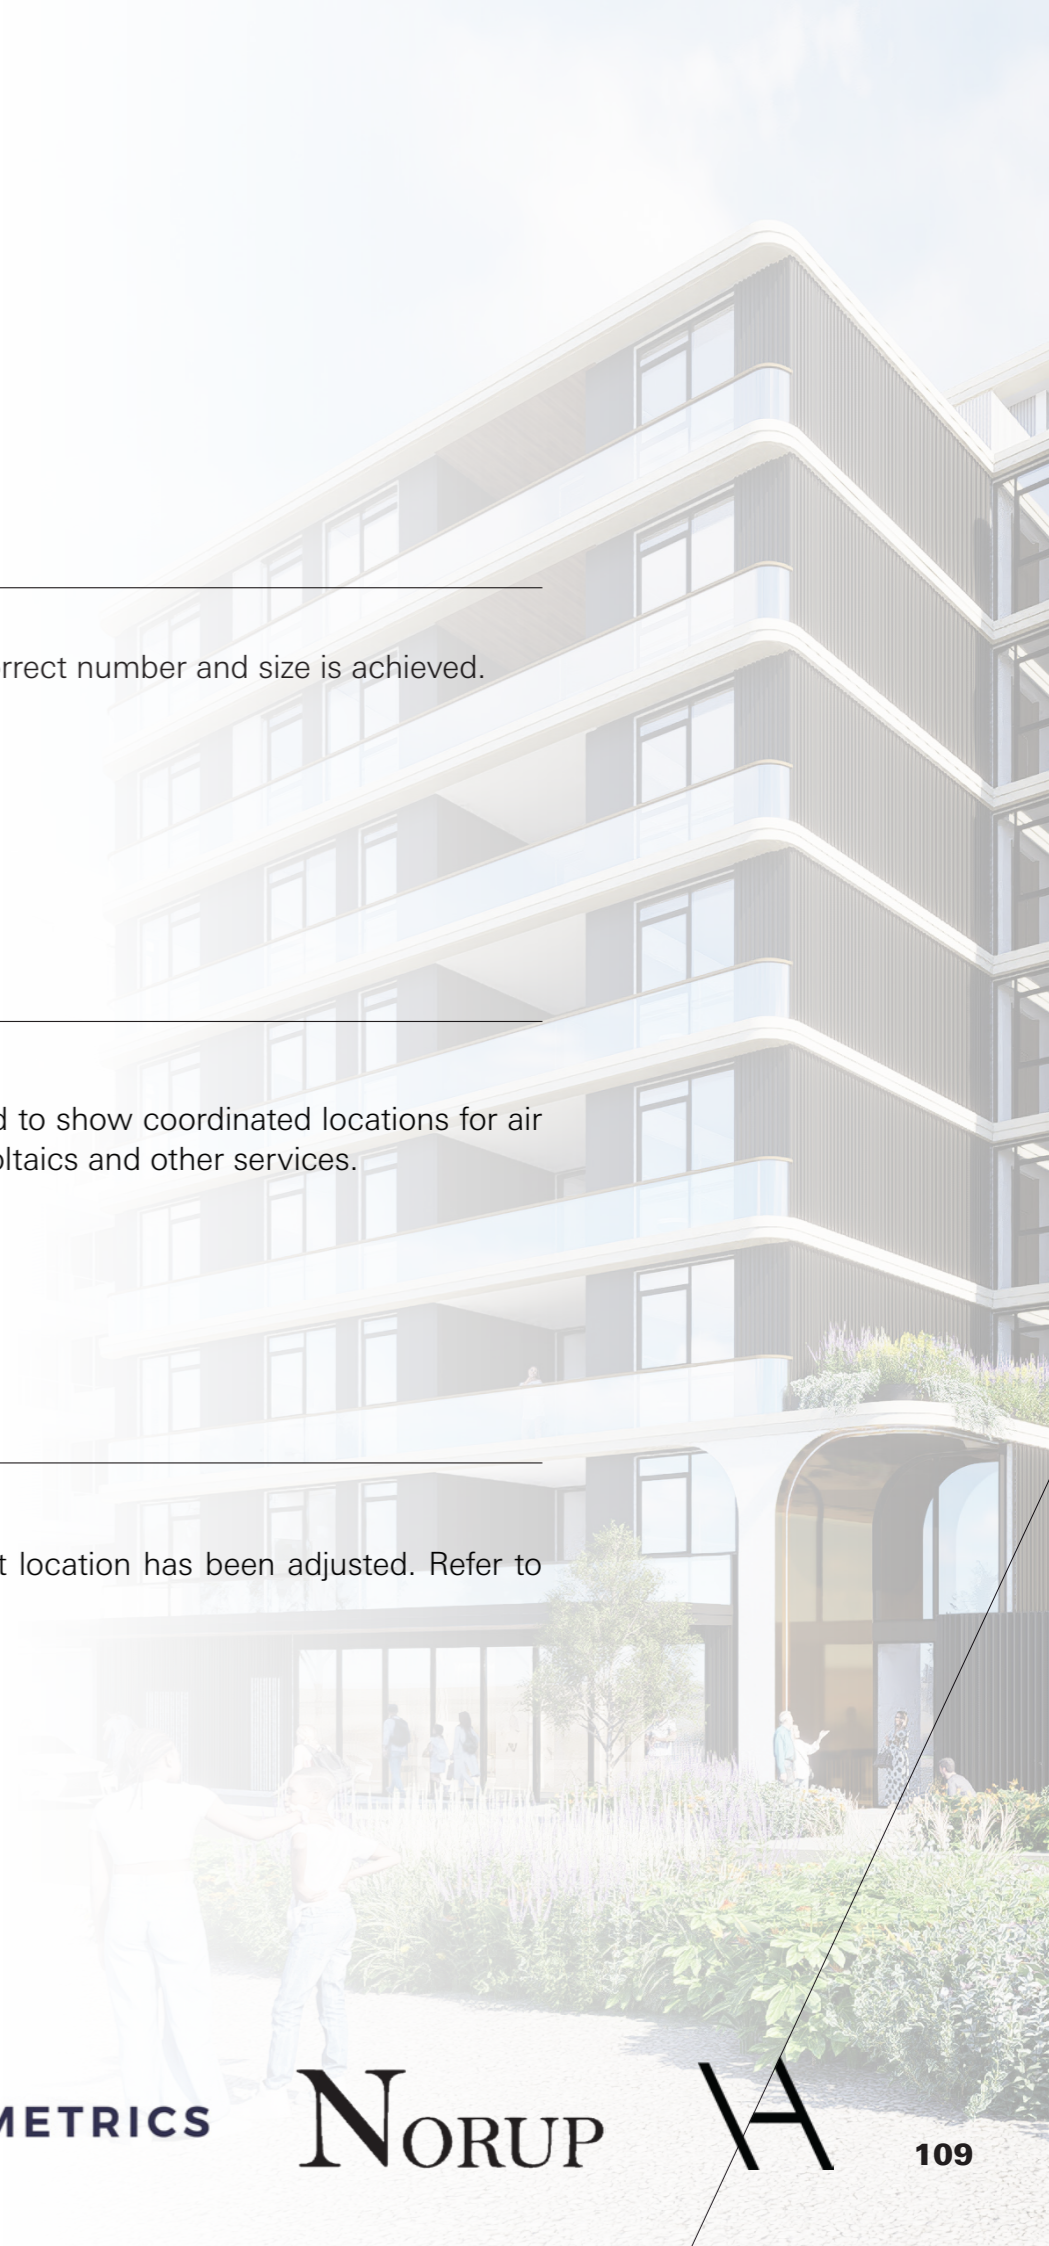 rrect number and size is achieved.
d to show coordinated locations for air
oltaics and other services.
t location has been adjusted. Refer to
METRICS
NORUP
109